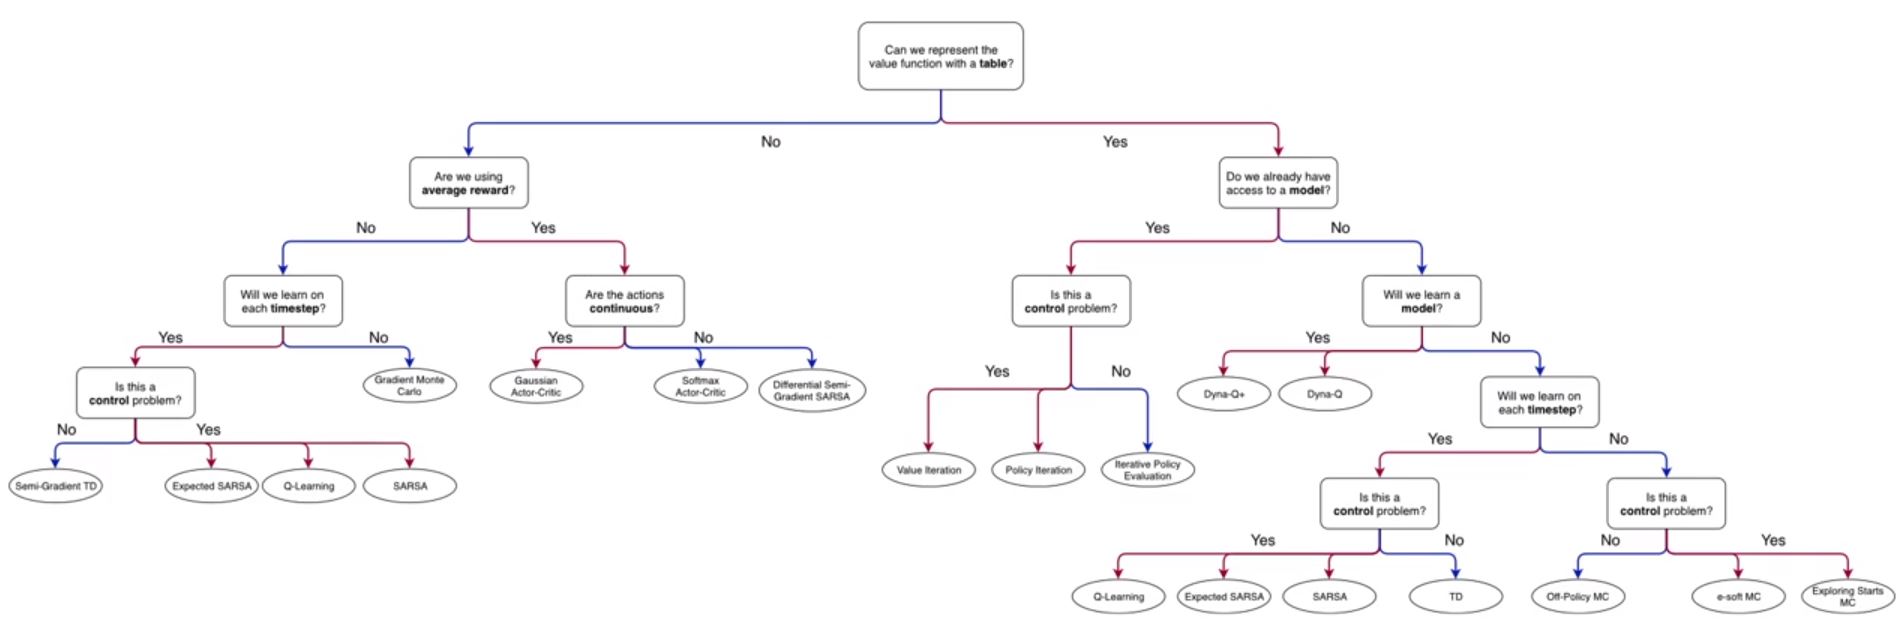 Can we represent the
value function with a table?
No
Yes
Are we using
average reward?
Do we already have
access to a model?
No
Yes
Yes
No
Will we learn on
each timestep?
Are the actions
continuous?
Is this a
control problem?
Will we learn a
model?
Yes
No
Yes
No
Yes
No
Yes
No
Is this a
control problem?
Gradient Monte
Carlo
Gaussian
Actor-Critic
Softmax
Actor-Critic
Differential Semi-
Gradient SARSA
Dyna-Q+
Dyna-Q
Will we learn on
each timestep?
No
Yes
Yes
No
Semi-Gradient TD
Expected SARSA
Q-Learning
SARSA
Value Iteration
Policy Iteration
Iterative Policy
Evaluation
Is this a
control problem?
Is this a
control problem?
Yes
No
No
Yes
Q-Learning
Expected SARSA
SARSA
TD
Off-Policy MC
e-soft MC
Exploring Starts
MC